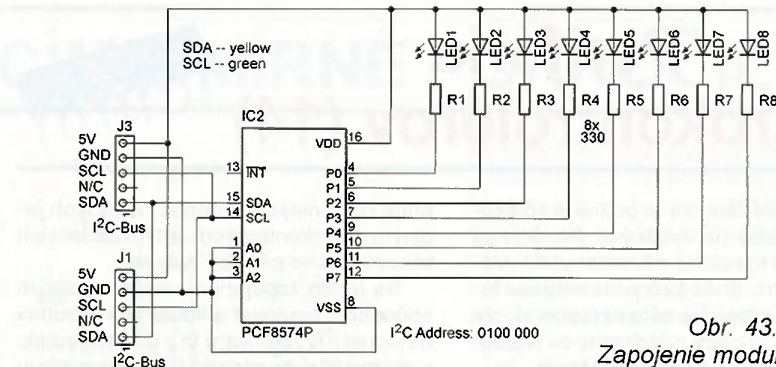 SDA -- yellow
SCL -- green
LED1
LED2
LED3
LED4
LED5
LED6
LED7
LED8
R1
R2
R3
R4
R5
R6
R7
R8
8x
330
J3
5V
GND
SCL
N/C
SDA
1
I²C-Bus
J1
5V
GND
SCL
N/C
SDA
1
I²C-Bus
IC2
13 INT
15 SDA
14 SCL
1 A0
2 A1
3 A2
VDD 16
P0 4
P1 5
P2 6
P3 7
P4 9
P5 10
P6 11
P7 12
VSS 8
PCF8574P
I²C Address: 0100 000
Obr. 43.
Zapojenie modul